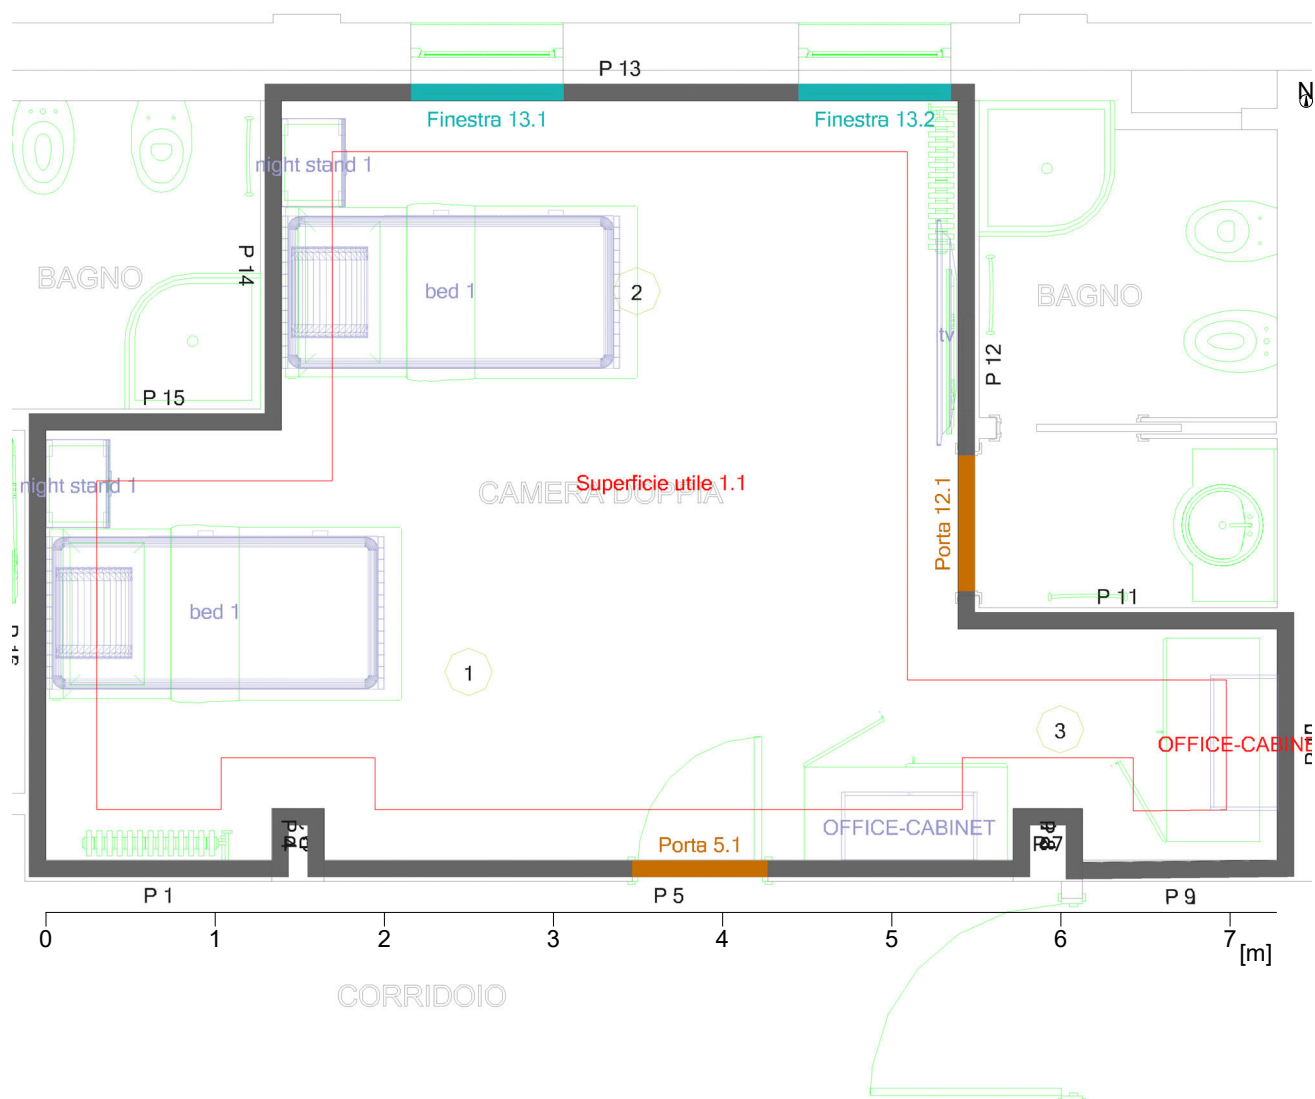 P 13
N
Finestra 13.1
Finestra 13.2
night stand 1
P 14
BAGNO
bed 1
2
BAGNO
tv
P 12
P 15
night stand 1
Superficie utile 1.1
CAMERA DOPPIA
Porta 12.1
bed 1
P 11
1
3
OFFICE-CABINE
OFFICE-CABINET
Porta 5.1
P 1
P 5
P 9
0 1 2 3 4 5 6 7
[m]
CORRIDOIO